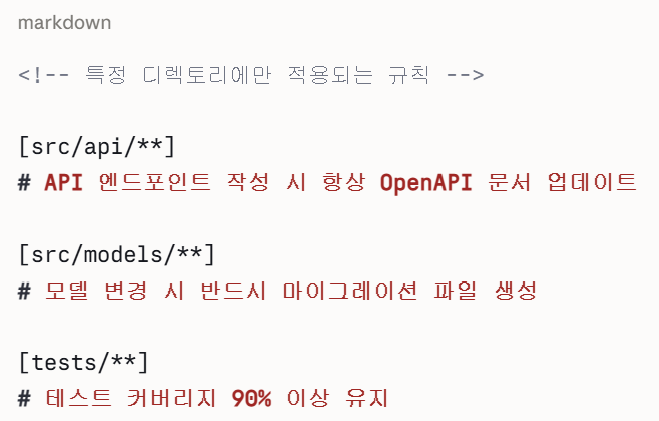 markdown
<!-- 특정 디렉토리에만 적용되는 규칙 -->
[src/api/**]
# API 엔드포인트 작성 시 항상 OpenAPI 문서 업데이트
[src/models/**]
# 모델 변경 시 반드시 마이그레이션 파일 생성
[tests/**]
# 테스트 커버리지 90% 이상 유지